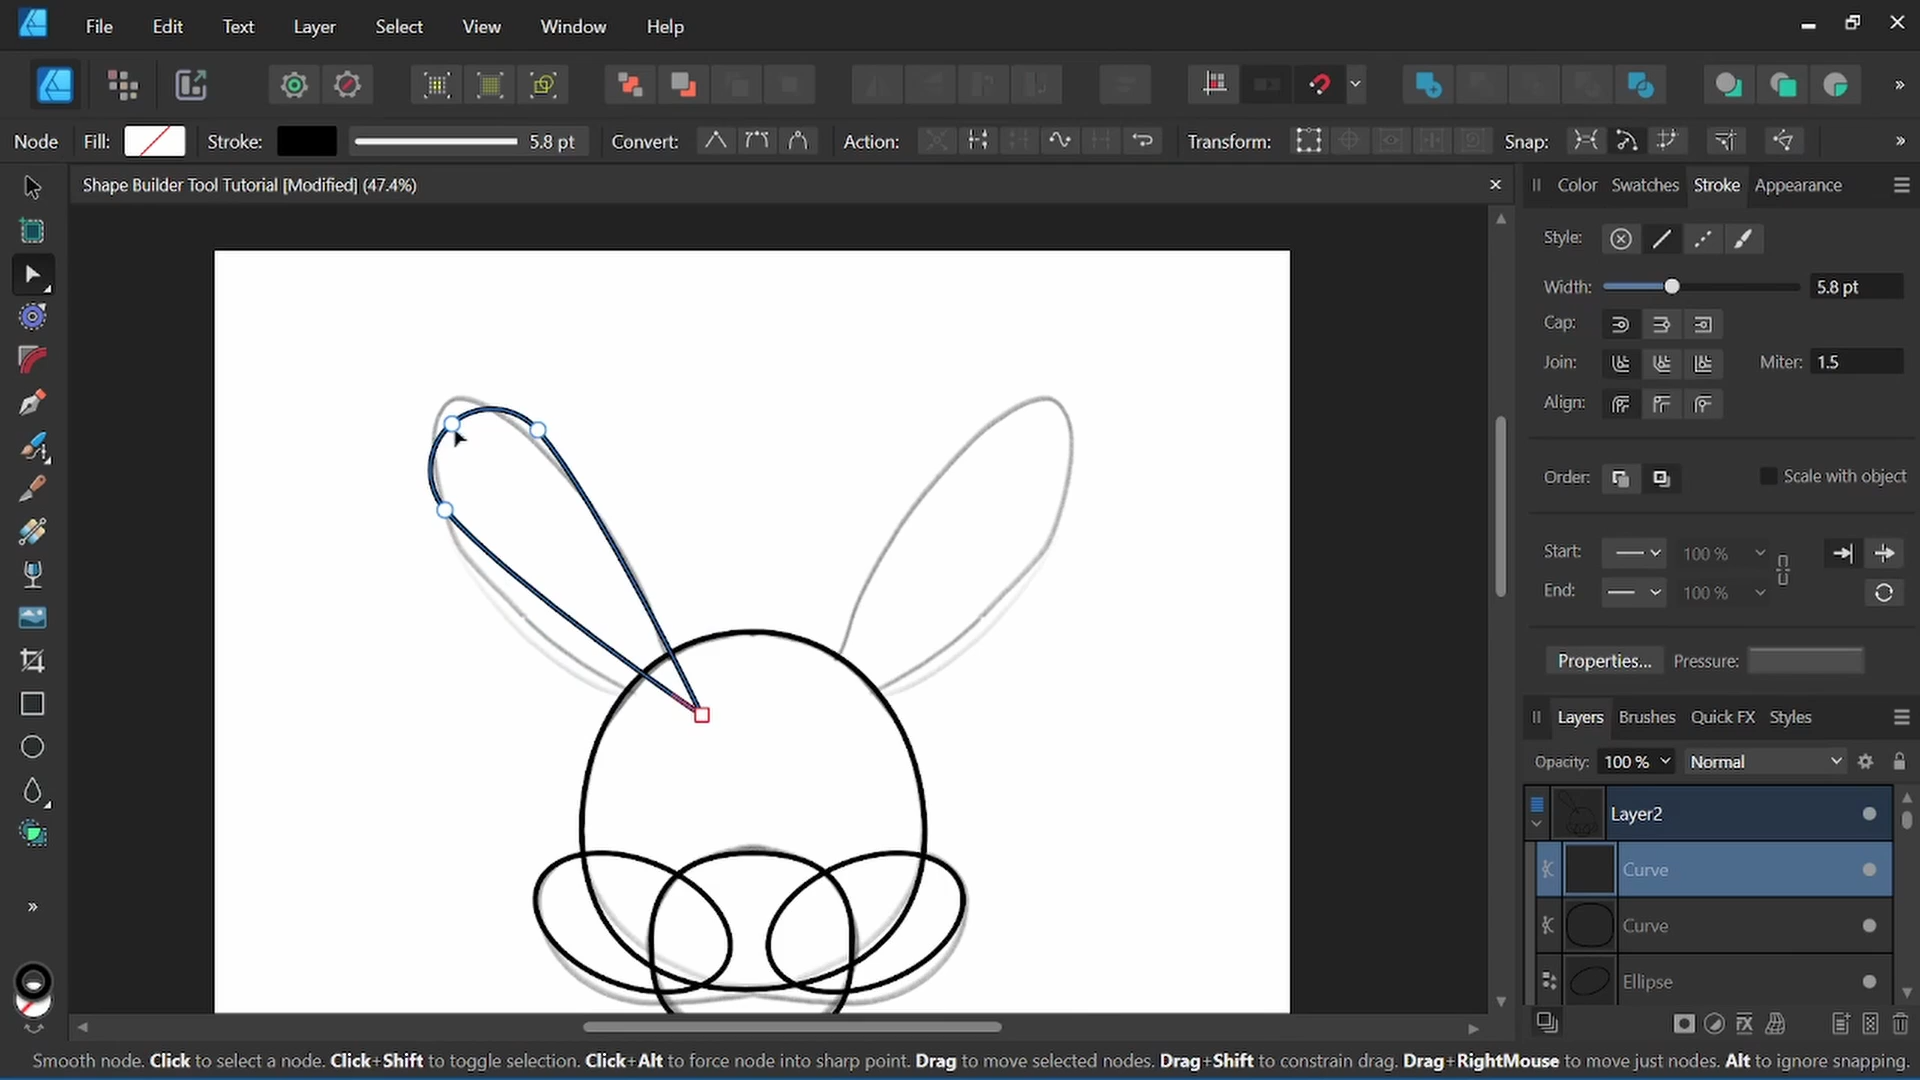 File Edit Text Layer Select View Window Help
Node Fill: Stroke: 5.8 pt Convert: Action: Transform: Snap:
Shape Builder Tool Tutorial [Modified] (47.4%)
Color Swatches Stroke Appearance
Style:
Width: 5.8 pt
Cap:
Join: Miter: 1.5
Align:
Order: Scale with object
Start: 100 %
End: 100 %
Properties... Pressure:
Layers Brushes Quick FX Styles
Opacity: 100 % Normal
Layer2
Curve
Curve
Ellipse
Smooth node. Click to select a node. Click+Shift to toggle selection. Click+Alt to force node into sharp point. Drag to move selected nodes. Drag+Shift to constrain drag. Drag+RightMouse to move just nodes. Alt to ignore snapping.